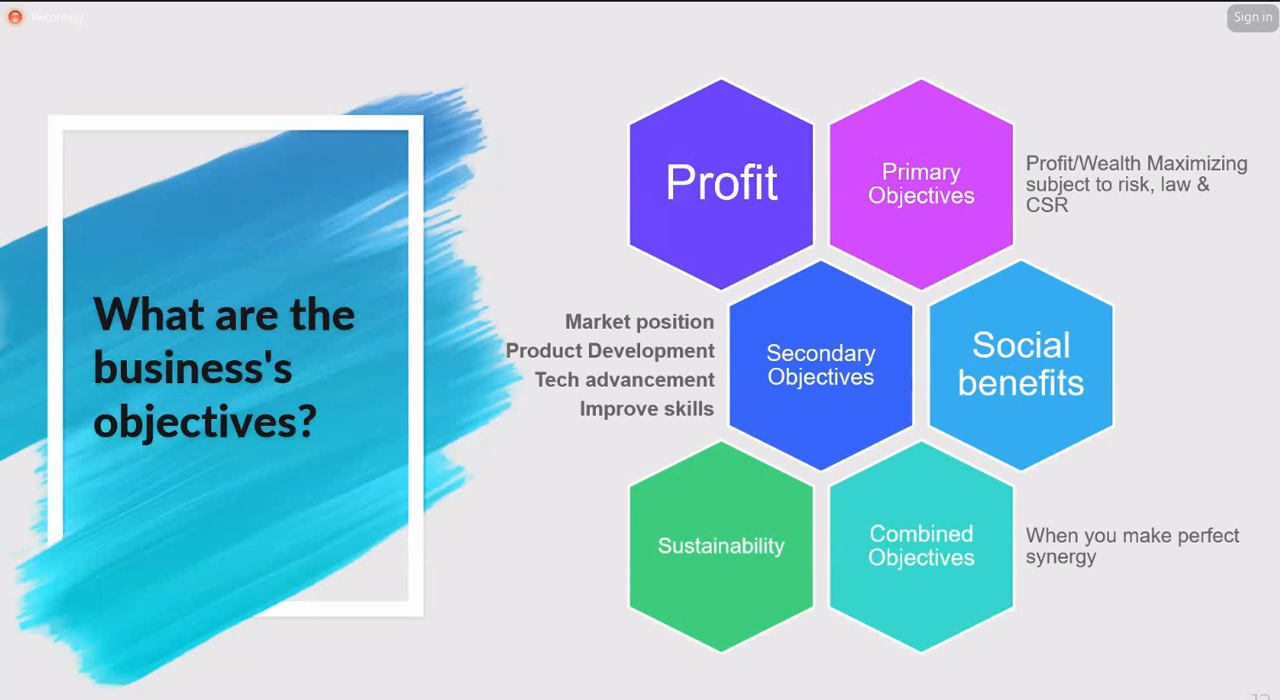 Recording
Sign in
What are the
business's
objectives?
Profit
Primary
Objectives
Profit/Wealth Maximizing
subject to risk, law &
CSR
Market position
Product Development
Tech advancement
Improve skills
Secondary
Objectives
Social
benefits
Sustainability
Combined
Objectives
When you make perfect
synergy